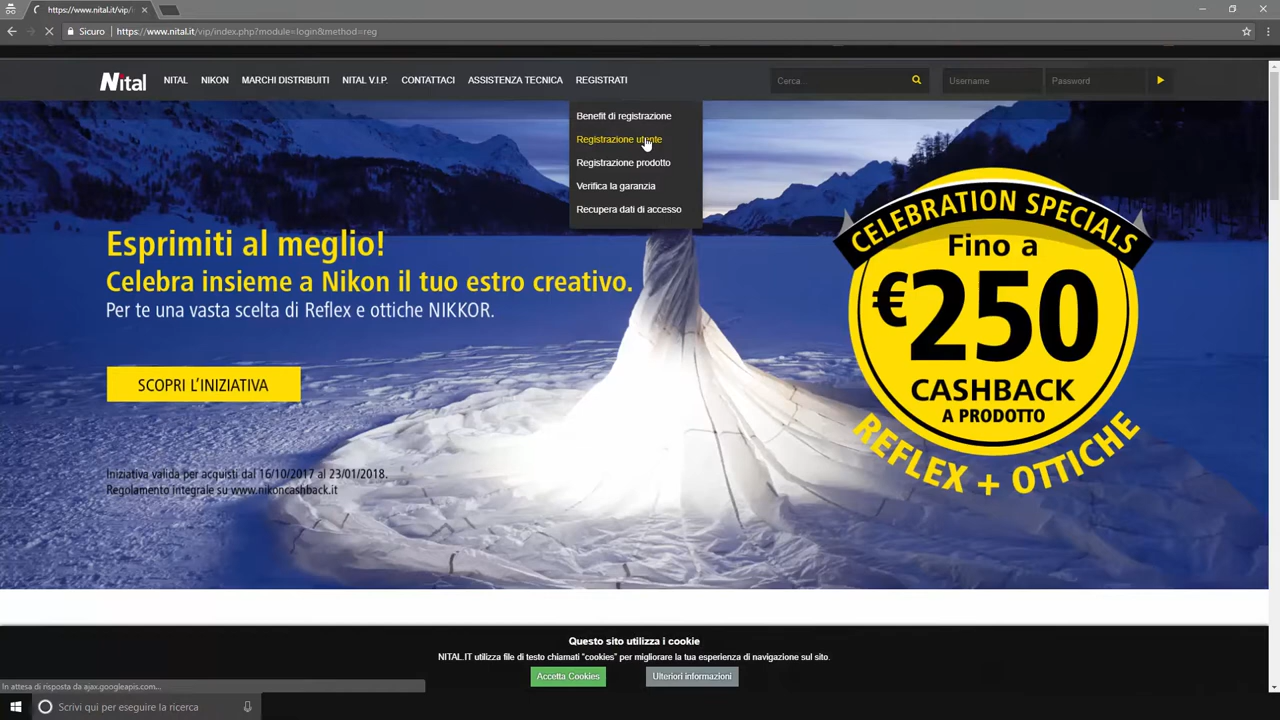 https://www.nital.it/vip/
Sicuro
https://www.nital.it/vip/index.php?module=login&method=reg
Nital
NITAL
NIKON
MARCHI DISTRIBUITI
NITAL V.I.P.
CONTATTACI
ASSISTENZA TECNICA
REGISTRATI
Cerca...
Username
Password
Benefit di registrazione
Registrazione utente
Registrazione prodotto
Verifica la garanzia
Recupera dati di accesso
Esprimiti al meglio!
Celebra insieme a Nikon il tuo estro creativo.
Per te una vasta scelta di Reflex e ottiche NIKKOR.
SCOPRI L'INIZIATIVA
Iniziativa valida per acquisti dal 16/10/2017 al 23/01/2018.
Regolamento integrale su www.nikoncashback.it
CELEBRATION SPECIALS
Fino a
€250
CASHBACK
A PRODOTTO
REFLEX + OTTICHE
Questo sito utilizza i cookie
NITAL.IT utilizza file di testo chiamati "cookies" per migliorare la tua esperienza di navigazione sul sito.
Accetta Cookies
Ulteriori informazioni
In attesa di risposta da ajax.googleapis.com...
Scrivi qui per eseguire la ricerca